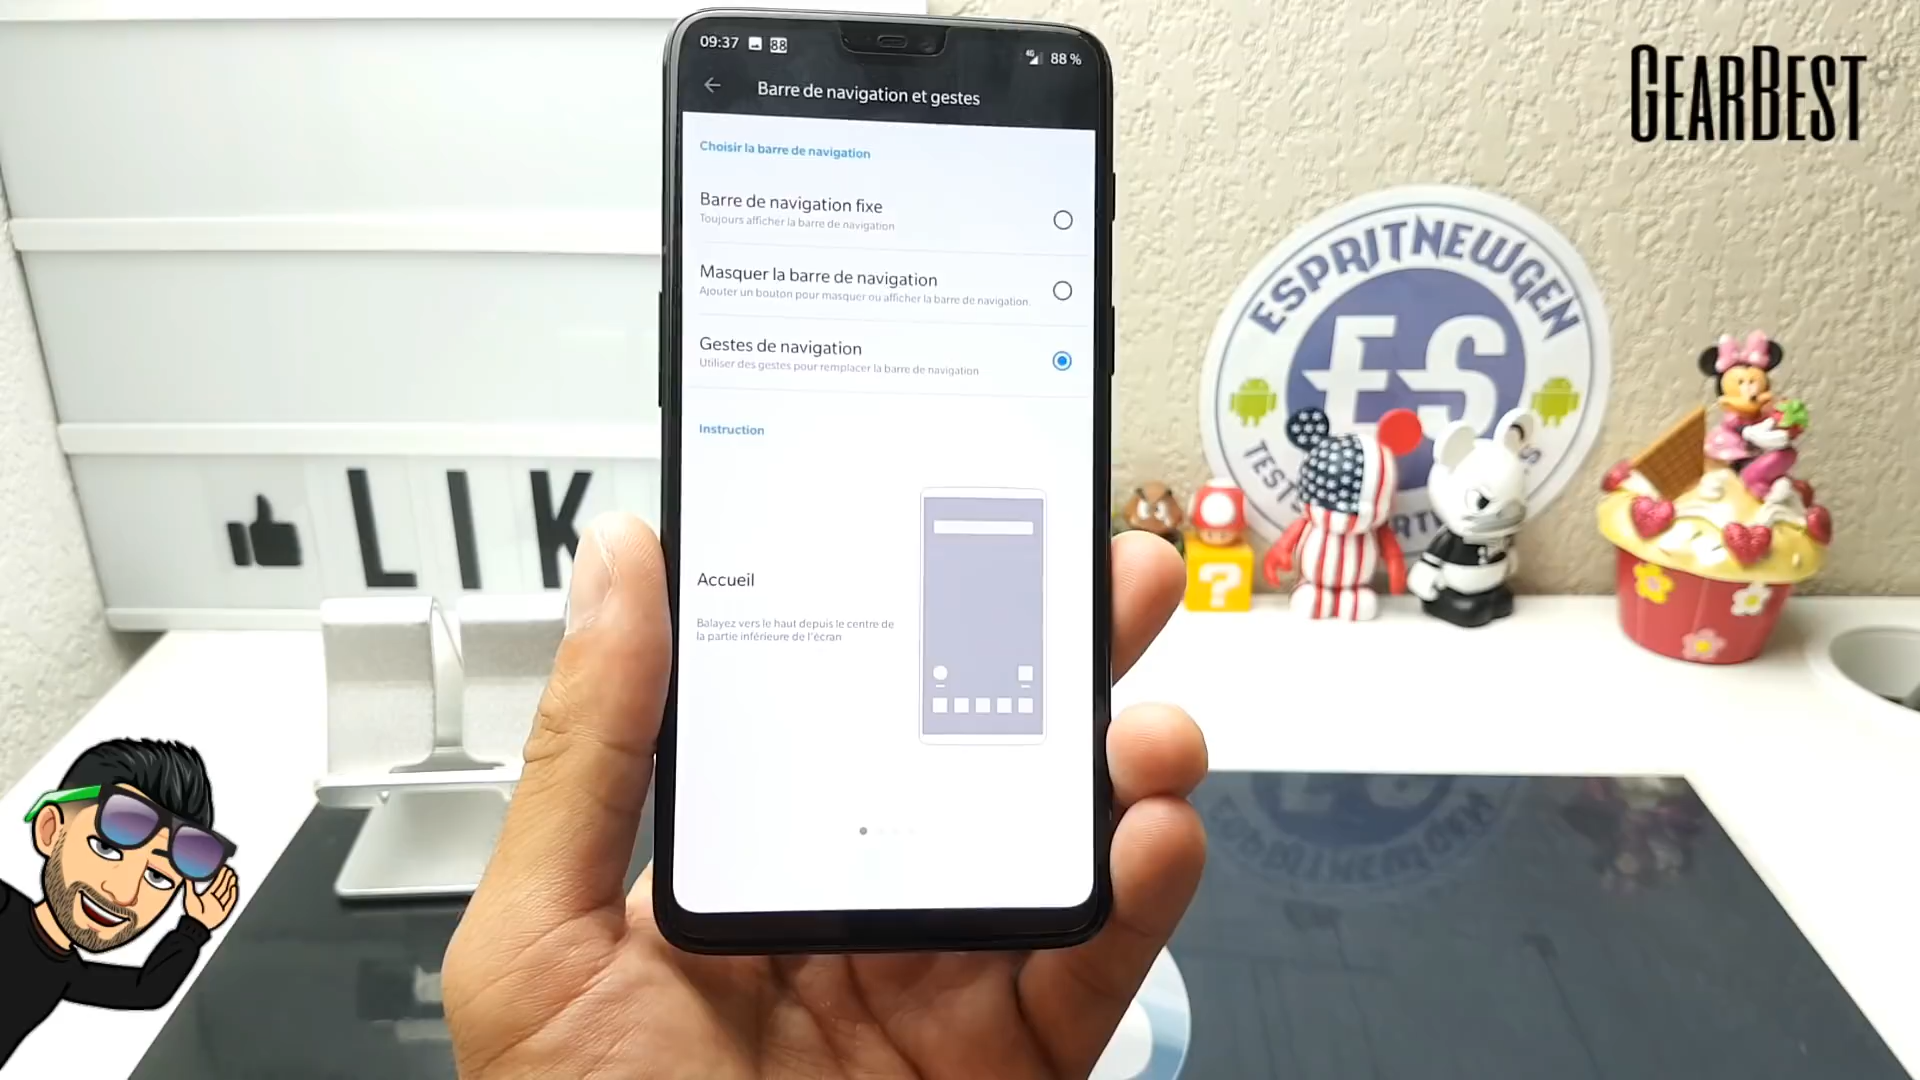 09:37
88
4G
88 %
Barre de navigation et gestes
Choisir la barre de navigation
Barre de navigation fixe
Toujours afficher la barre de navigation
Masquer la barre de navigation
Ajouter un bouton pour masquer ou afficher la barre de navigation.
Gestes de navigation
Utiliser des gestes pour remplacer la barre de navigation
Instruction
Accueil
Balayez vers le haut depuis le centre de
la partie inférieure de l'écran
GEARBEST
ESPRITNEWGEN
ES
LIK
?